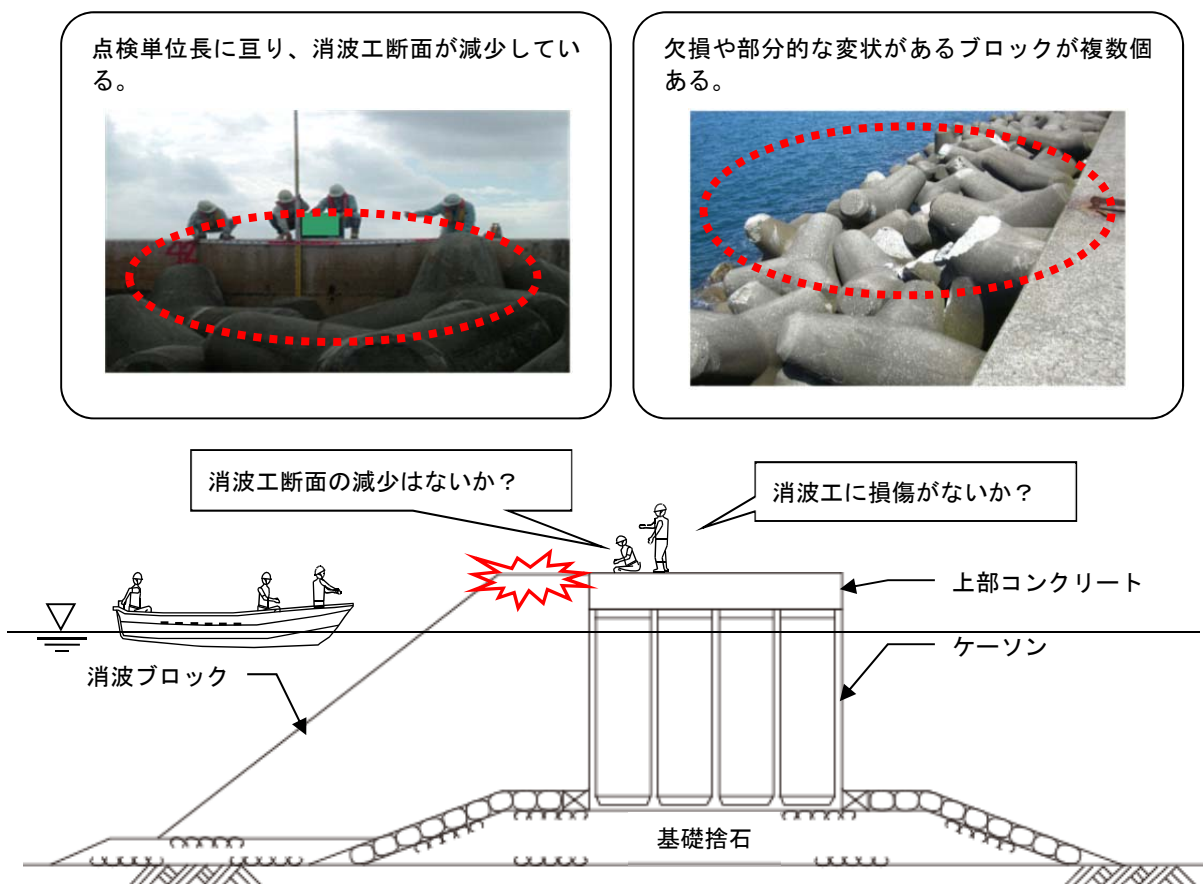 点検単位長に亘り、消波工断面が減少してい
る。
欠損や部分的な変状があるブロックが複数個
ある。
42
消波工断面の減少はないか？
消波工に損傷がないか？
上部コンクリート
ケーソン
消波ブロック
基礎捨石